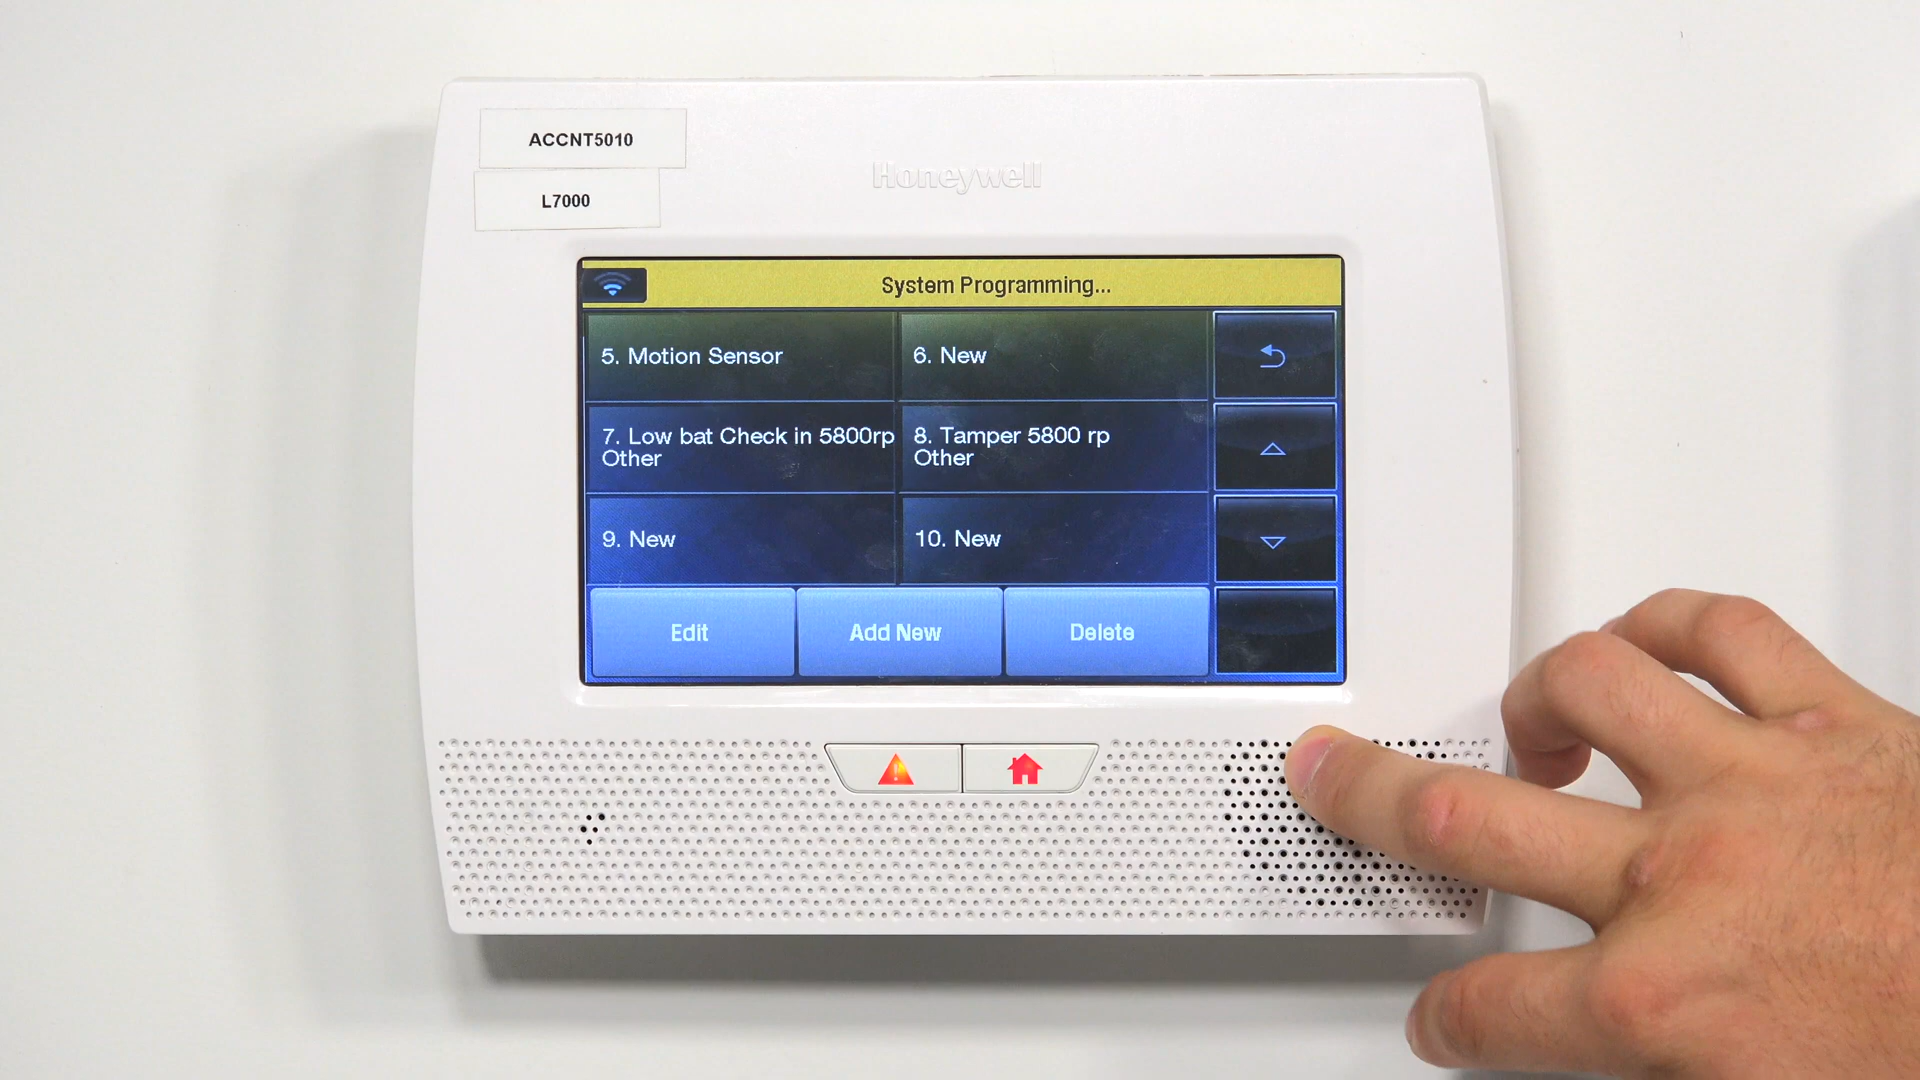 ACCNT5010
L7000
Honeywell
System Programming...
5. Motion Sensor
6. New
7. Low bat Check in 5800rp
Other
8. Tamper 5800 rp
Other
9. New
10. New
Edit
Add New
Delete